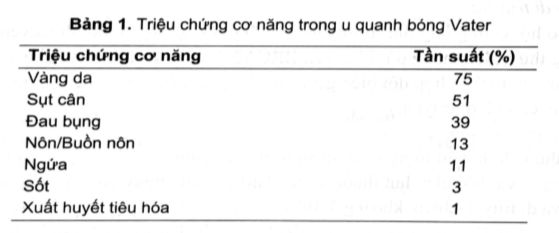 Bảng 1. Triệu chứng cơ năng trong u quanh bóng Vater
Triệu chứng cơ năng Tần suất (%)
Vàng da 75
Sụt cân 51
Đau bụng 39
Nôn/Buồn nôn 13
Ngứa 11
Sốt 3
Xuất huyết tiêu hóa 1